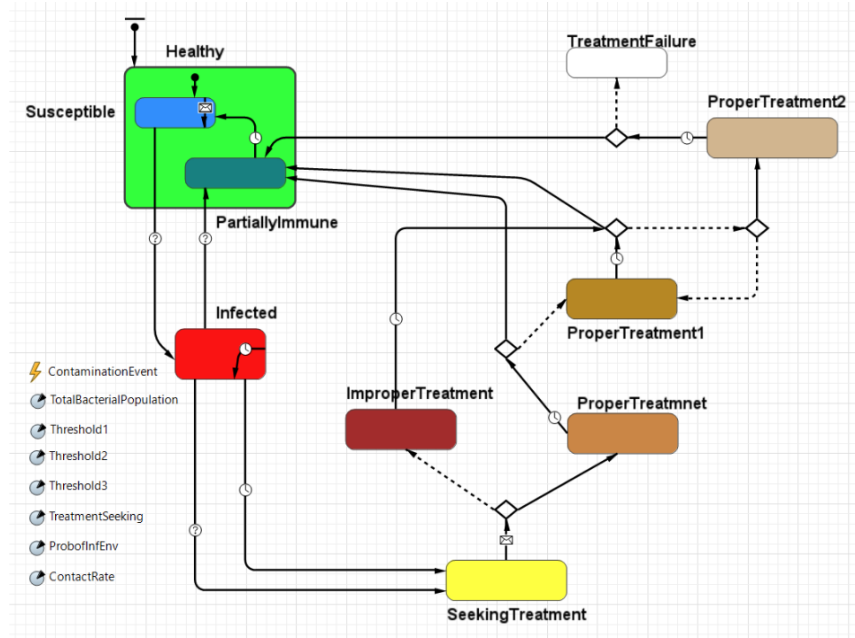 Healthy
TreatmentFailure
Susceptible
ProperTreatment2
PartiallyImmune
Infected
ProperTreatment1
ContaminationEvent
TotalBacterialPopulation
ImproperTreatment
ProperTreatmnet
Threshold1
Threshold2
Threshold3
TreatmentSeeking
ProbofInfEnv
ContactRate
SeekingTreatment